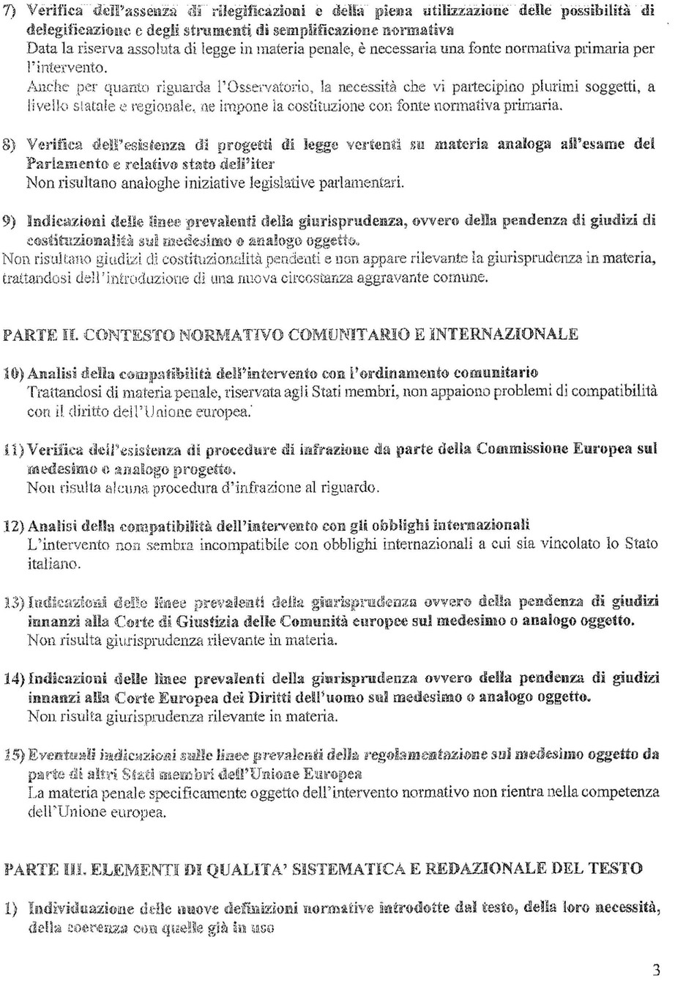 7) Verifica dell'assenza di rilegificazioni e della piena utilizzazione delle possibilità di
delegificazione e degli strumenti di semplificazione normativa
Data la riserva assoluta di legge in materia penale, è necessaria una fonte normativa primaria per
l'intervento.
Anche per quanto riguarda l'Osservatorio, la necessità che vi partecipino plurimi soggetti, a
livello statale e regionale, ne impone la costituzione con fonte normativa primaria.
8) Verifica dell'esistenza di progetti di legge vertenti su materia analoga all'esame del
Parlamento e relativo stato dell'iter
Non risultano analoghe iniziative legislative parlamentari.
9) Indicazioni delle linee prevalenti della giurisprudenza, ovvero della pendenza di giudizi di
costituzionalità sul medesimo o analogo oggetto.
Non risultano giudizi di costituzionalità pendenti e non appare rilevante la giurisprudenza in materia,
trattandosi dell'introduzione di una nuova circostanza aggravante comune.
PARTE II. CONTESTO NORMATIVO COMUNITARIO E INTERNAZIONALE
10) Analisi della compatibilità dell'intervento con l'ordinamento comunitario
Trattandosi di materia penale, riservata agli Stati membri, non appaiono problemi di compatibilità
con il diritto dell'Unione europea.
11) Verifica dell'esistenza di procedure di infrazione da parte della Commissione Europea sul
medesimo o analogo progetto.
Non risulta alcuna procedura d'infrazione al riguardo.
12) Analisi della compatibilità dell'intervento con gli obblighi internazionali
L'intervento non sembra incompatibile con obblighi internazionali a cui sia vincolato lo Stato
italiano.
13) Indicazioni delle linee prevalenti della giurisprudenza ovvero della pendenza di giudizi
innanzi alla Corte di Giustizia delle Comunità europee sul medesimo o analogo oggetto.
Non risulta giurisprudenza rilevante in materia.
14) Indicazioni delle linee prevalenti della giurisprudenza ovvero della pendenza di giudizi
innanzi alla Corte Europea dei Diritti dell'uomo sul medesimo o analogo oggetto.
Non risulta giurisprudenza rilevante in materia.
15) Eventuali indicazioni sulle linee prevalenti della regolamentazione sul medesimo oggetto da
parte di altri Stati membri dell'Unione Europea
La materia penale specificamente oggetto dell'intervento normativo non rientra nella competenza
dell'Unione europea.
PARTE III. ELEMENTI DI QUALITA' SISTEMATICA E REDAZIONALE DEL TESTO
1) Individuazione delle nuove definizioni normative introdotte dal testo, della loro necessità,
della coerenza con quelle già in uso
3